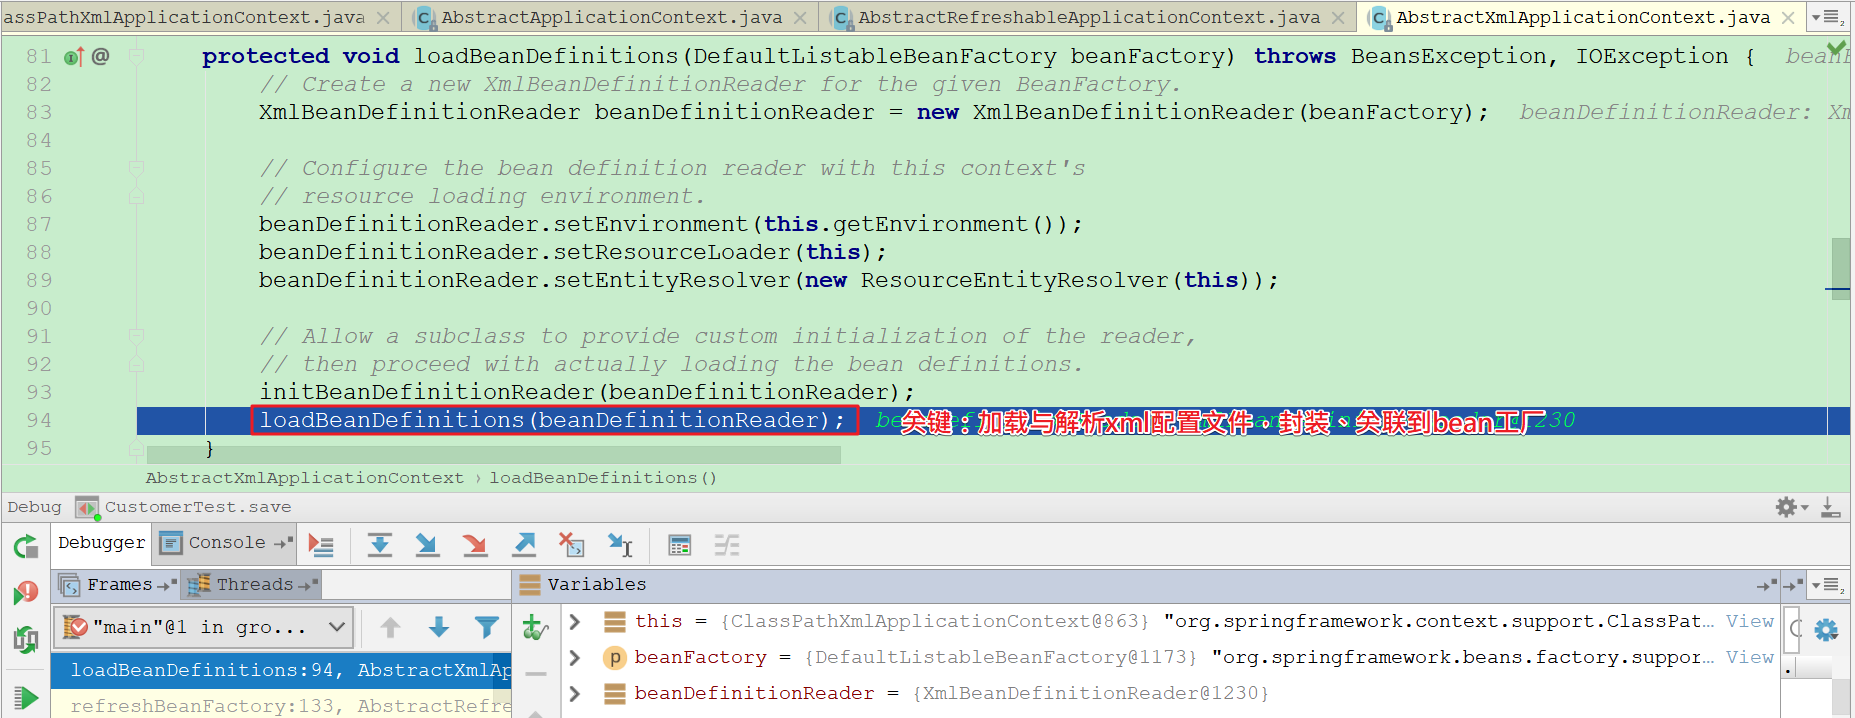 assPathXmlApplicationContext.java
AbstractApplicationContext.java
AbstractRefreshableApplicationContext.java
AbstractXmlApplicationContext.java
81 protected void loadBeanDefinitions(DefaultListableBeanFactory beanFactory) throws BeansException, IOException {
82 // Create a new XmlBeanDefinitionReader for the given BeanFactory.
83 XmlBeanDefinitionReader beanDefinitionReader = new XmlBeanDefinitionReader(beanFactory); beanDefinitionReader: Xm
84
85 // Configure the bean definition reader with this context's
86 // resource loading environment.
87 beanDefinitionReader.setEnvironment(this.getEnvironment());
88 beanDefinitionReader.setResourceLoader(this);
89 beanDefinitionReader.setEntityResolver(new ResourceEntityResolver(this));
90
91 // Allow a subclass to provide custom initialization of the reader,
92 // then proceed with actually loading the bean definitions.
93 initBeanDefinitionReader(beanDefinitionReader);
94 loadBeanDefinitions(beanDefinitionReader); 关键：加载与解析xml配置文件。封装、关联到bean工厂
95 }
AbstractXmlApplicationContext › loadBeanDefinitions()
Debug CustomerTest.save
Debugger Console
Frames Threads Variables
"main"@1 in gro...
this = {ClassPathXmlApplicationContext@863} "org.springframework.context.support.ClassPat... View
beanFactory = {DefaultListableBeanFactory@1173} "org.springframework.beans.factory.suppor... View
loadBeanDefinitions:94, AbstractXmlAp
beanDefinitionReader = {XmlBeanDefinitionReader@1230}
refreshBeanFactory:133, AbstractRefre